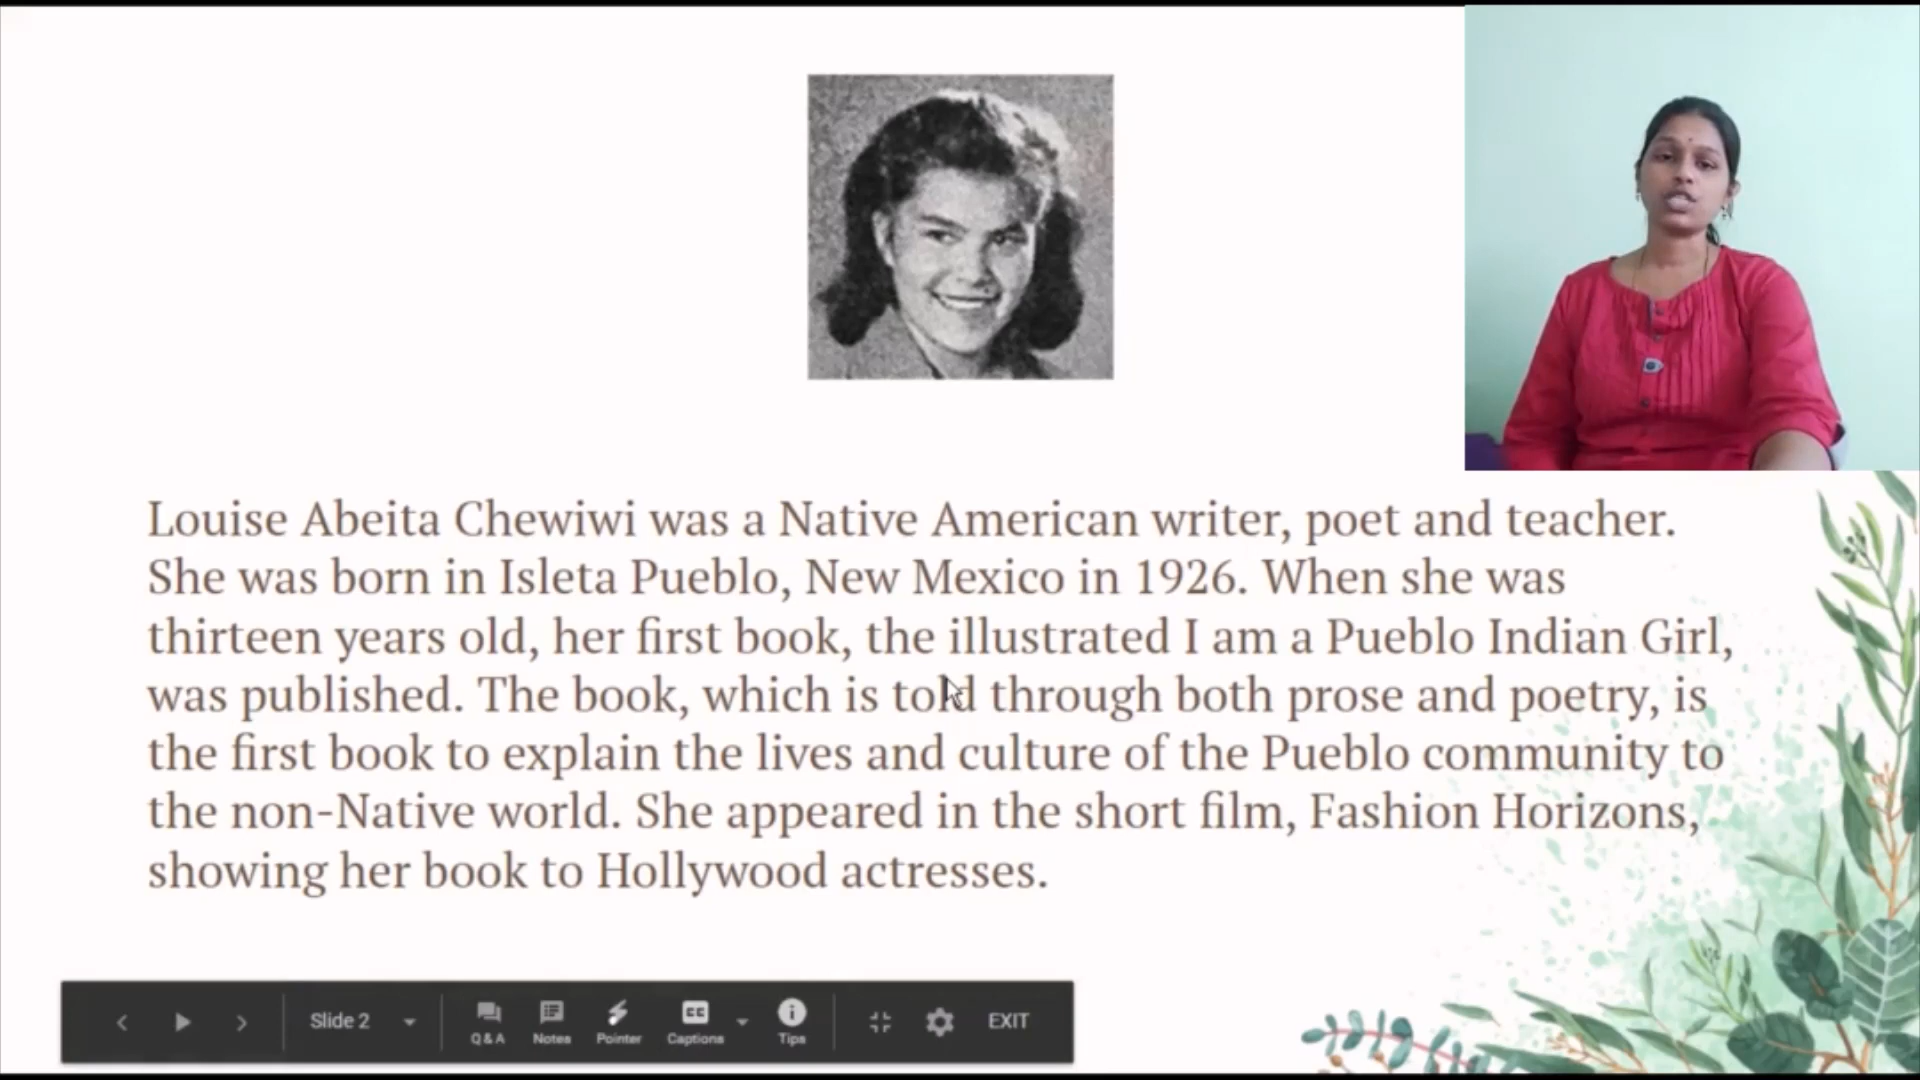 Louise Abeita Chewiwi was a Native American writer, poet and teacher.
She was born in Isleta Pueblo, New Mexico in 1926. When she was
thirteen years old, her first book, the illustrated I am a Pueblo Indian Girl,
was published. The book, which is told through both prose and poetry, is
the first book to explain the lives and culture of the Pueblo community to
the non-Native world. She appeared in the short film, Fashion Horizons,
showing her book to Hollywood actresses.
Slide 2
Q & A
Notes
Pointer
CC
Captions
Tips
EXIT